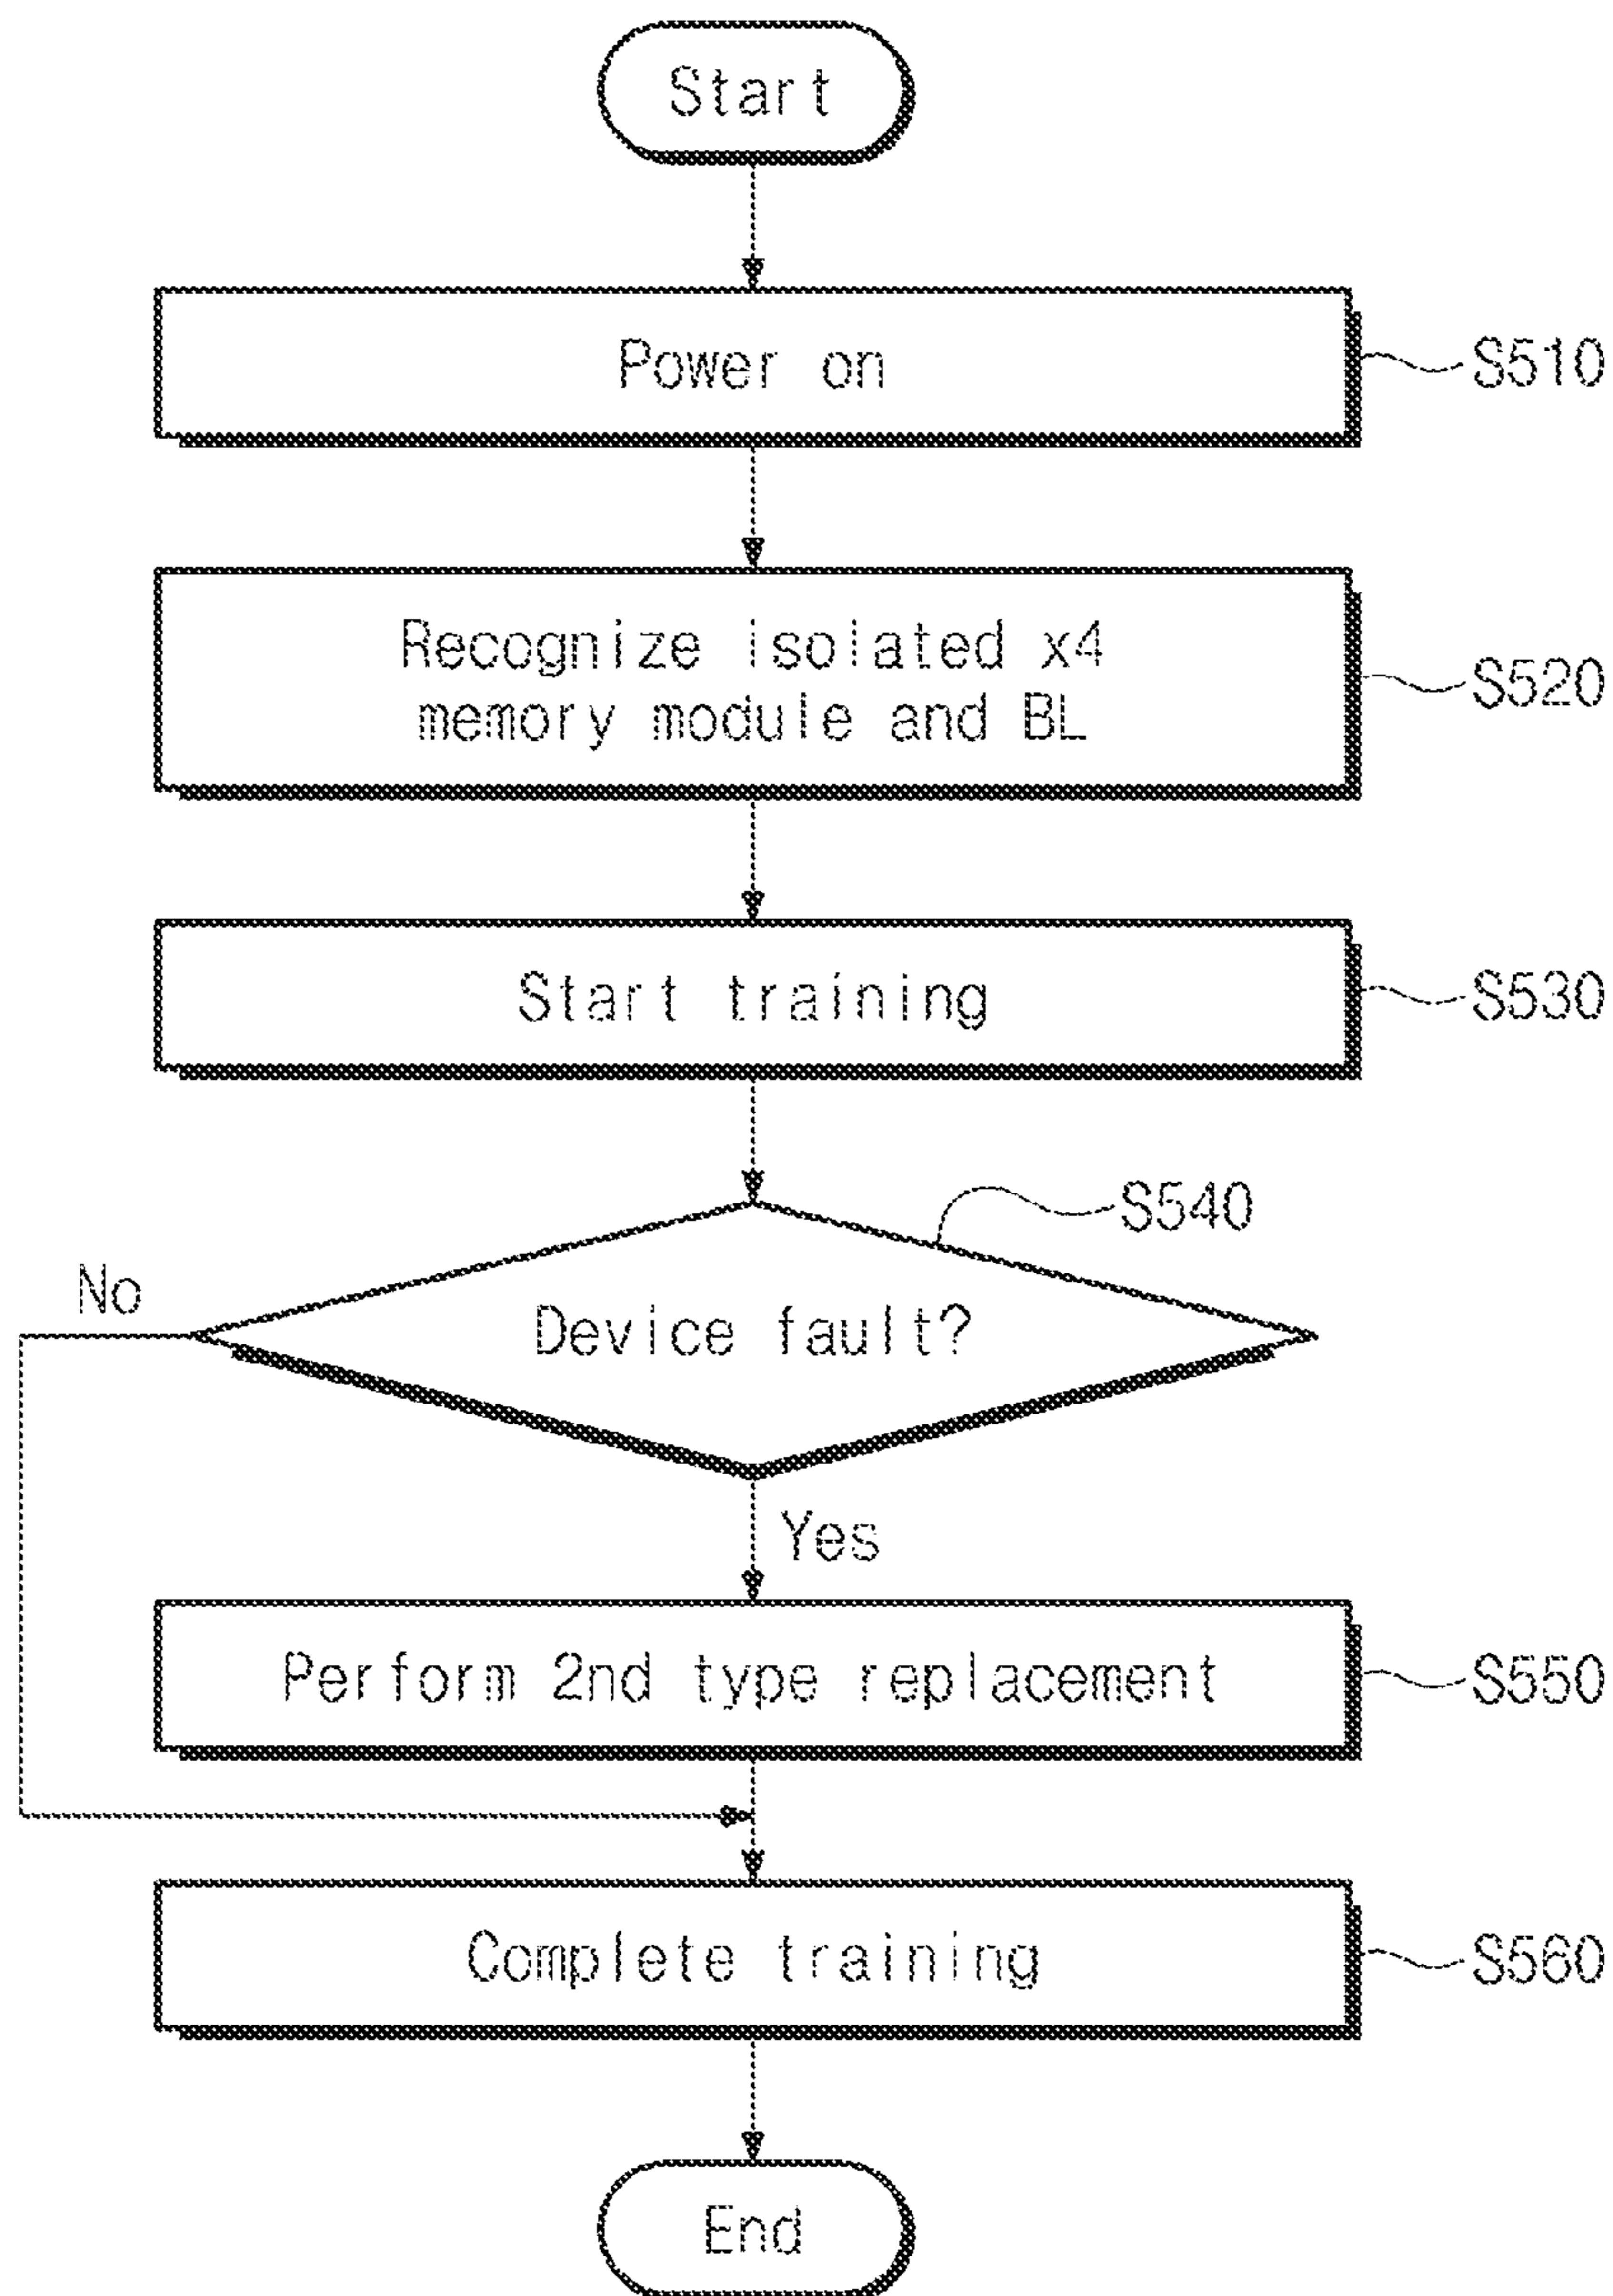 Start
Power on
S510
Recognize isolated x4
memory module and BL
S520
Start training
S530
S540
No
Device fault?
Yes
Perform 2nd type replacement
S550
Complete training
S560
End